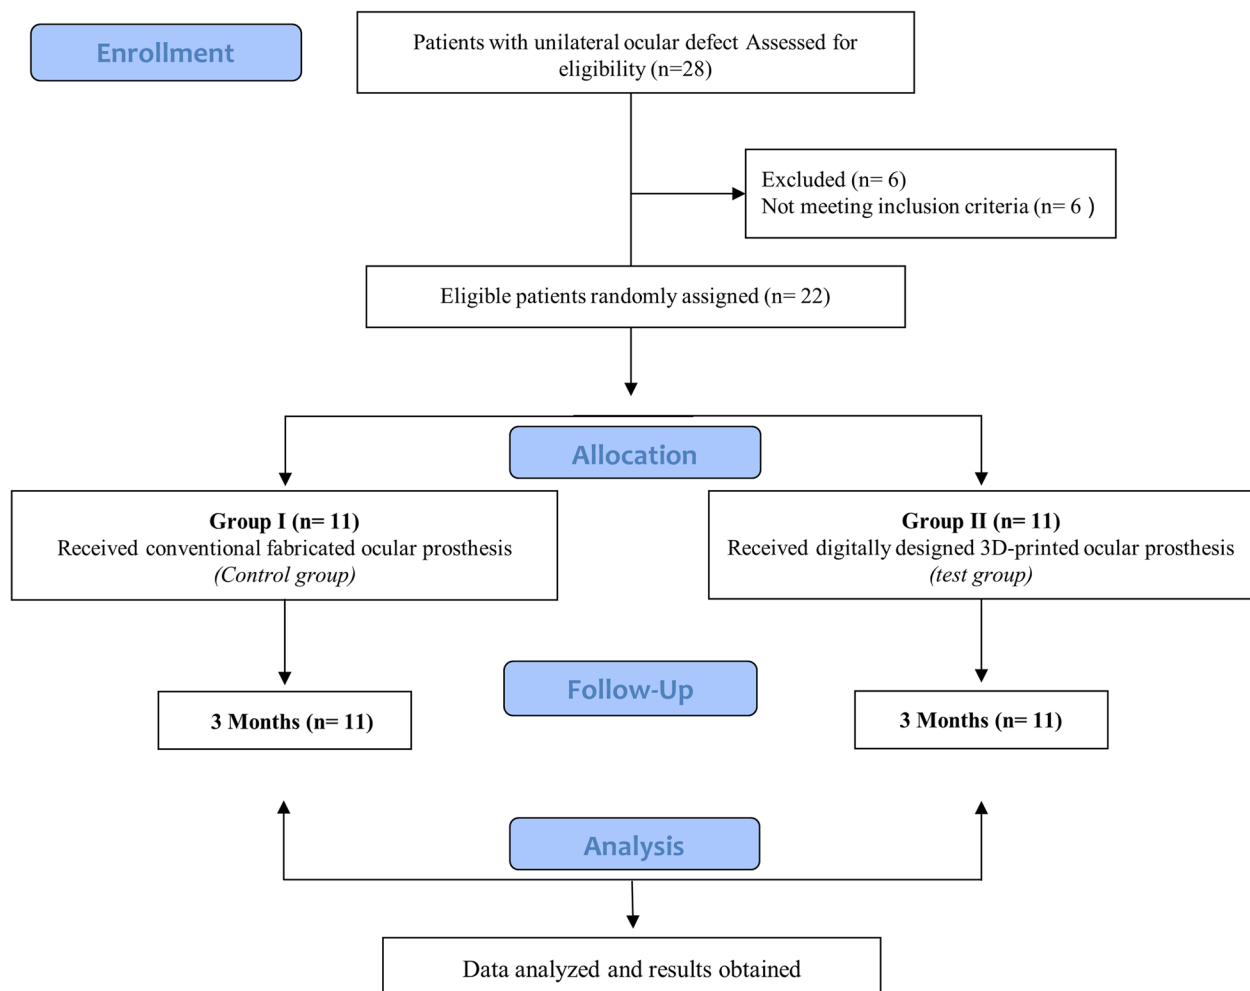 Enrollment
Patients with unilateral ocular defect Assessed for
eligibility (n=28)
Excluded (n= 6)
Not meeting inclusion criteria (n= 6 )
Eligible patients randomly assigned (n= 22)
Allocation
Group I (n= 11)
Received conventional fabricated ocular prosthesis
(Control group)
Group II (n= 11)
Received digitally designed 3D-printed ocular prosthesis
(test group)
Follow-Up
3 Months (n= 11)
3 Months (n= 11)
Analysis
Data analyzed and results obtained